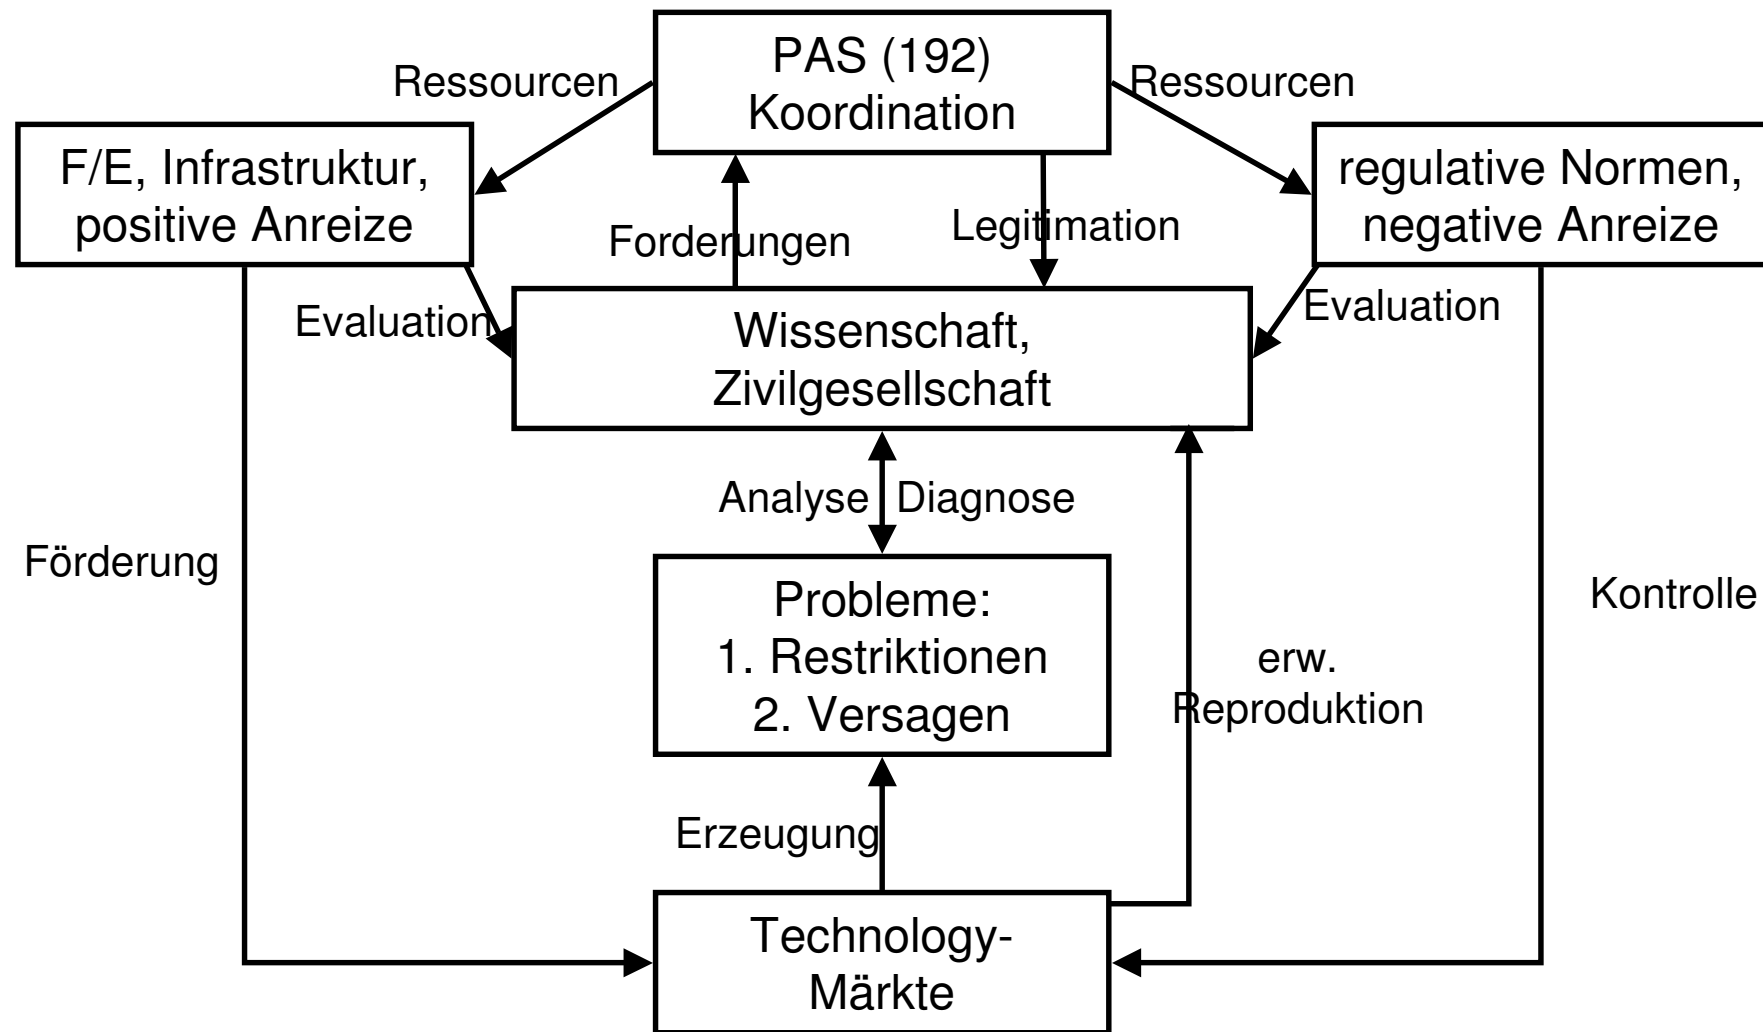 PAS (192)
Koordination
Ressourcen
Ressourcen
F/E, Infrastruktur,
positive Anreize
regulative Normen,
negative Anreize
Forderungen
Legitimation
Evaluation
Evaluation
Wissenschaft,
Zivilgesellschaft
Analyse
Diagnose
Förderung
Kontrolle
Probleme:
1. Restriktionen
2. Versagen
erw.
Reproduktion
Erzeugung
Technology-
Märkte